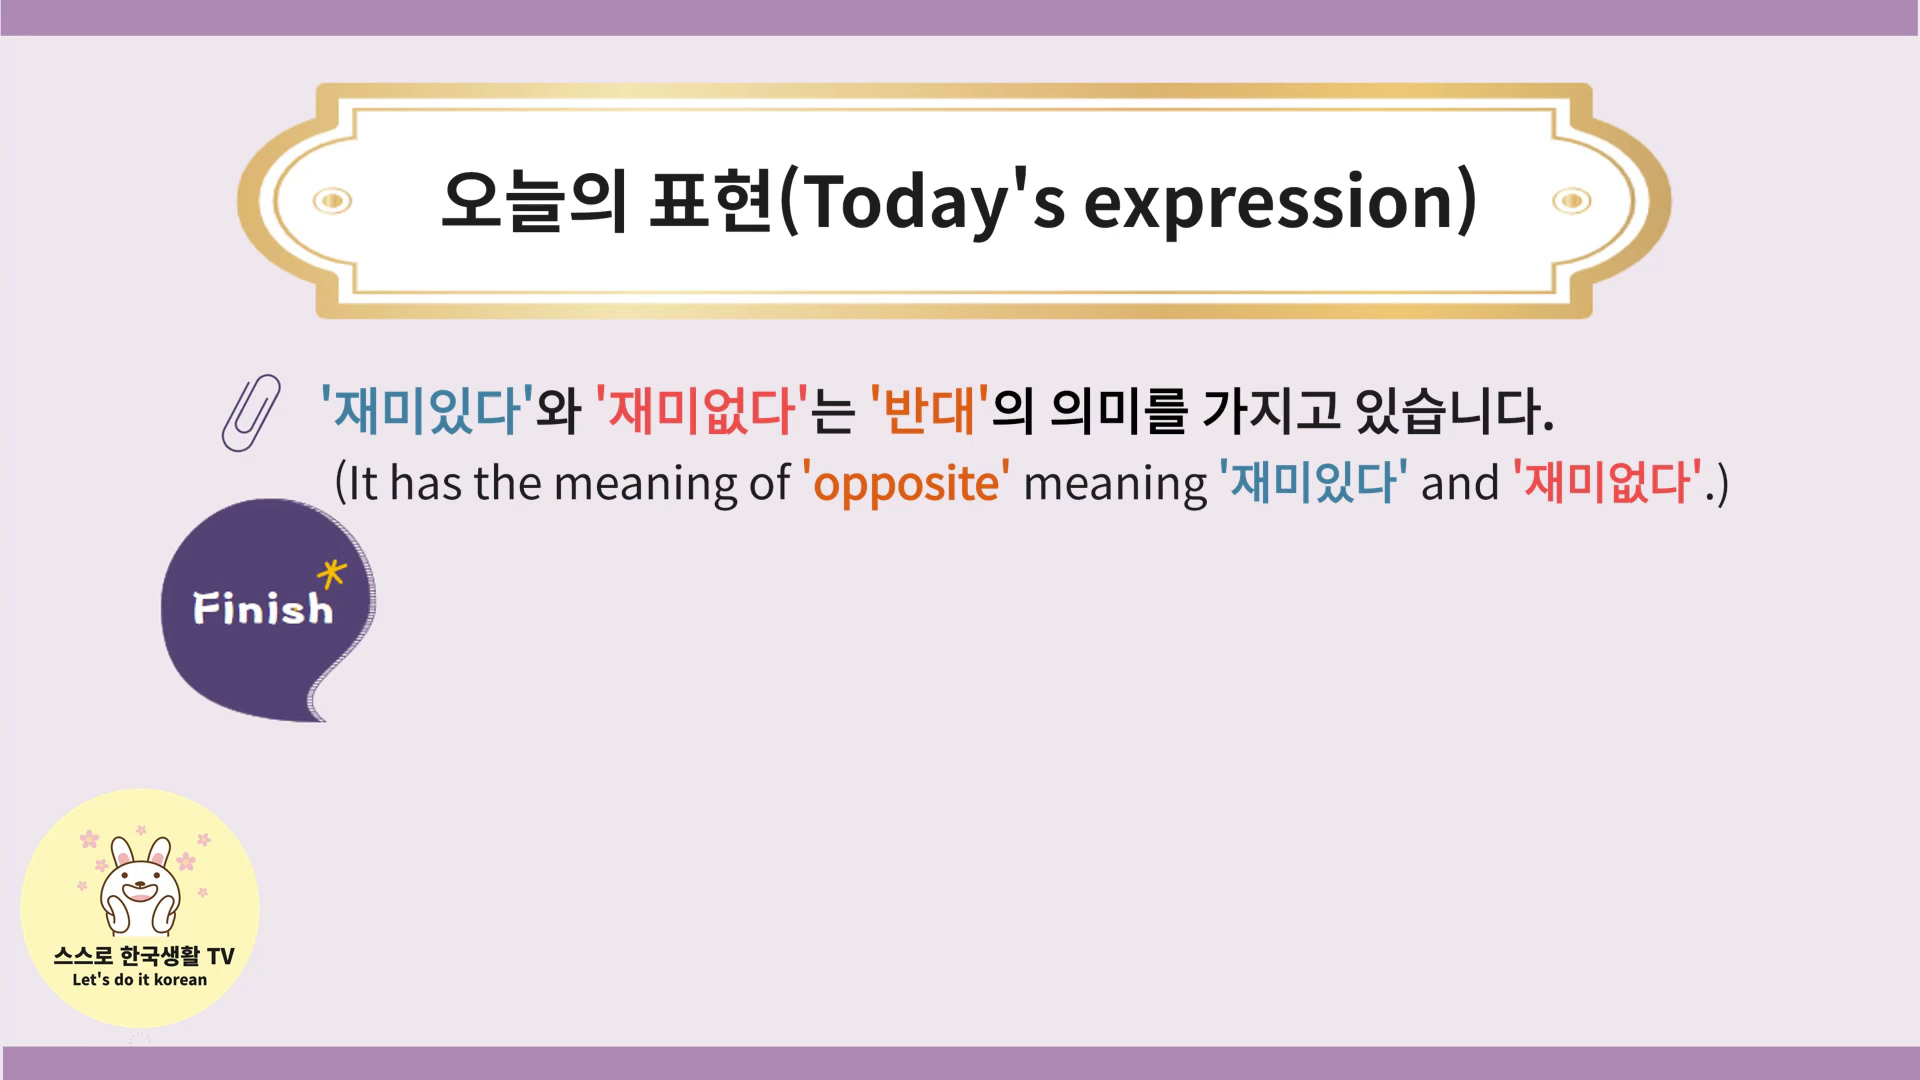 오늘의 표현(Today's expression)
'재미있다'와 '재미없다'는 '반대'의 의미를 가지고 있습니다.
(It has the meaning of 'opposite' meaning '재미있다' and '재미없다'.)
Finish
스스로 한국생활 TV
Let's do it korean